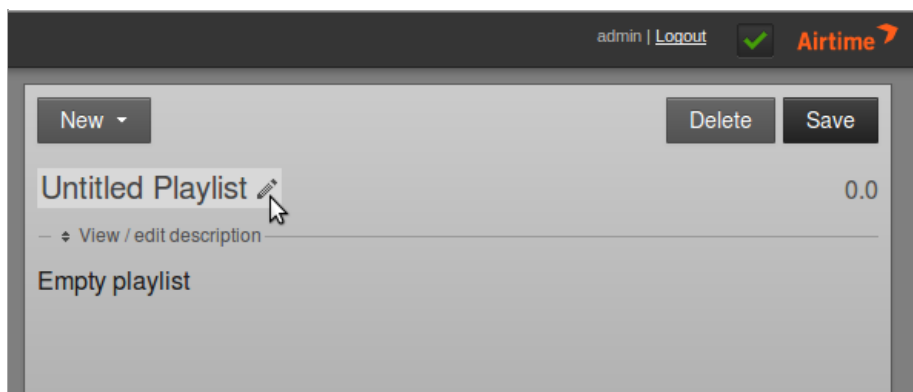 admin | Logout
Airtime
New
Delete
Save
Untitled Playlist
0.0
View / edit description
Empty playlist